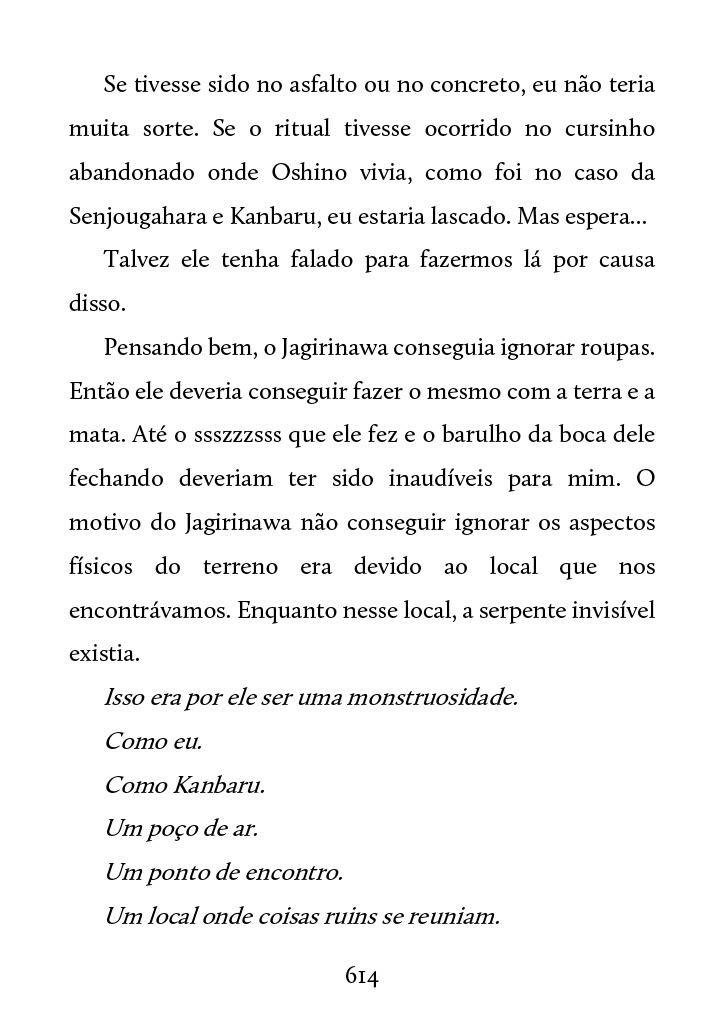 Se tivesse sido no asfalto ou no concreto, eu não teria
muita sorte. Se o ritual tivesse ocorrido no cursinho
abandonado onde Oshino vivia, como foi no caso da
Senjougahara e Kanbaru, eu estaria lascado. Mas espera...
Talvez ele tenha falado para fazermos lá por causa
disso.
Pensando bem, o Jagirinawa conseguia ignorar roupas.
Então ele deveria conseguir fazer o mesmo com a terra e a
mata. Até o ssszzzsss que ele fez e o barulho da boca dele
fechando deveriam ter sido inaudíveis para mim. O
motivo do Jagirinawa não conseguir ignorar os aspectos
físicos do terreno era devido ao local que nos
encontrávamos. Enquanto nesse local, a serpente invisível
existia.
Isso era por ele ser uma monstruosidade.
Como eu.
Como Kanbaru.
Um poço de ar.
Um ponto de encontro.
Um local onde coisas ruins se reuniam.
614